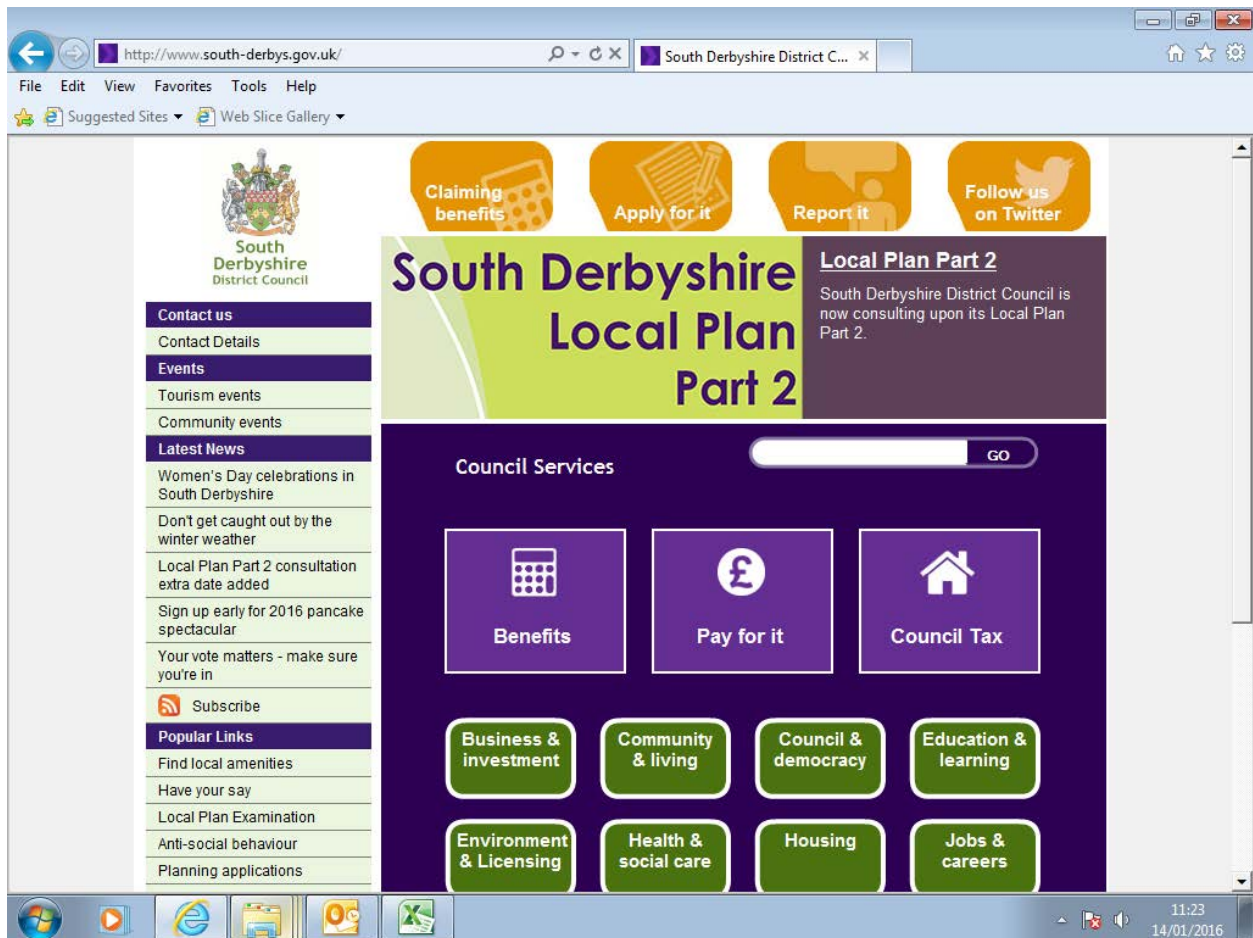 http://www.south-derbys.gov.uk/
South Derbyshire District C...
File Edit View Favorites Tools Help
Suggested Sites Web Slice Gallery
South
Derbyshire
District Council
Claiming
benefits
Apply for it
Report it
Follow us
on Twitter
South Derbyshire
Local Plan
Part 2
Local Plan Part 2
South Derbyshire District Council is
now consulting upon its Local Plan
Part 2.
Contact us
Contact Details
Events
Tourism events
Community events
Latest News
Women's Day celebrations in
South Derbyshire
Don't get caught out by the
winter weather
Local Plan Part 2 consultation
extra date added
Sign up early for 2016 pancake
spectacular
Your vote matters - make sure
you're in
Subscribe
Popular Links
Find local amenities
Have your say
Local Plan Examination
Anti-social behaviour
Planning applications
Council Services
GO
Benefits
£
Pay for it
Council Tax
Business &
investment
Community
& living
Council &
democracy
Education &
learning
Environment
& Licensing
Health &
social care
Housing
Jobs &
careers
11:23
14/01/2016